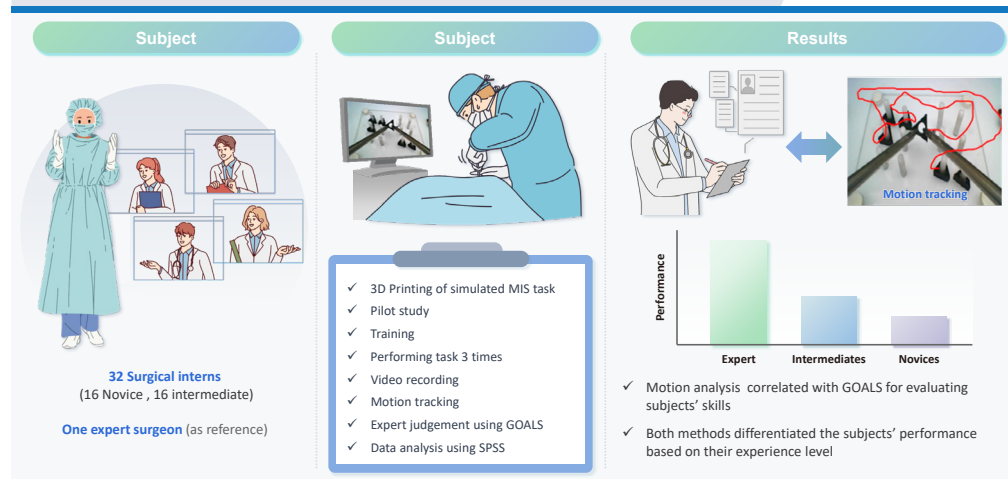 Subject
32 Surgical interns
(16 Novice , 16 intermediate)
One expert surgeon (as reference)
Subject
✓ 3D Printing of simulated MIS task
✓ Pilot study
✓ Training
✓ Performing task 3 times
✓ Video recording
✓ Motion tracking
✓ Expert judgement using GOALS
✓ Data analysis using SPSS
Results
Motion tracking
Performance
Expert
Intermediates
Novices
✓ Motion analysis correlated with GOALS for evaluating
subjects' skills
✓ Both methods differentiated the subjects' performance
based on their experience level